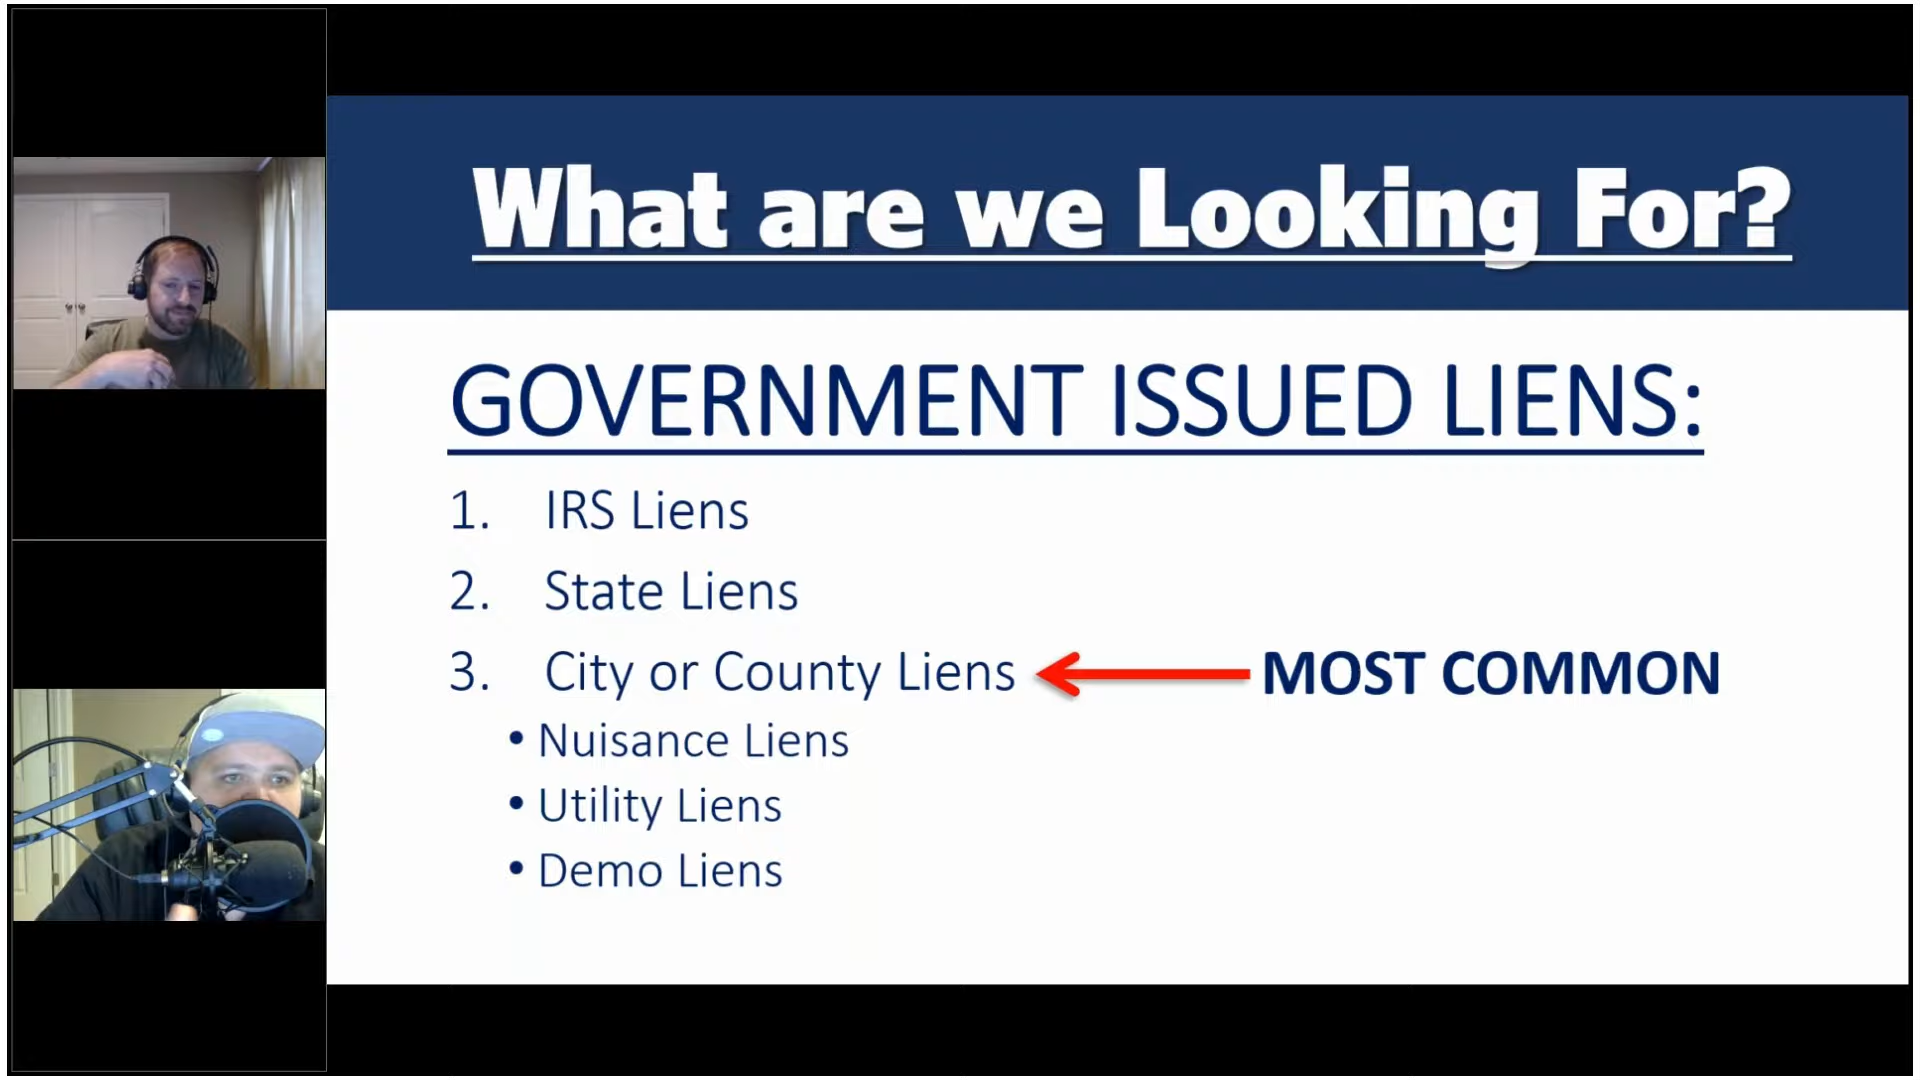 What are we Looking For?
GOVERNMENT ISSUED LIENS:
1. IRS Liens
2. State Liens
3. City or County Liens MOST COMMON
• Nuisance Liens
• Utility Liens
• Demo Liens